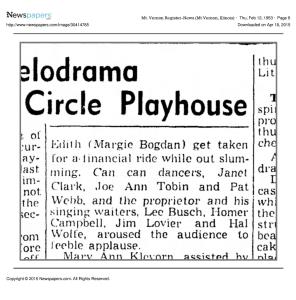 Newspapers
http://www.newspapers.com/image/30414785
Mt. Vernon Register-News (Mt Vernon, Illinois) · Thu, Feb 12, 1953 · Page 8
Downloaded on Apr 18, 2015
elodrama
Circle Playhouse
Edith (Margie Bogdan) get taken
for a financial ride while out slum-
ming. Can can dancers, Janet
Clark, Joe Ann Tobin and Pat
Webb, and the proprietor and his
singing waiters, Lee Busch, Homer
Campbell, Jim Lovier and Hal
Wolfe, aroused the audience to
feeble applause.
Mary Ann Klevorn assisted by
Copyright © 2015 Newspapers.com. All Rights Reserved.